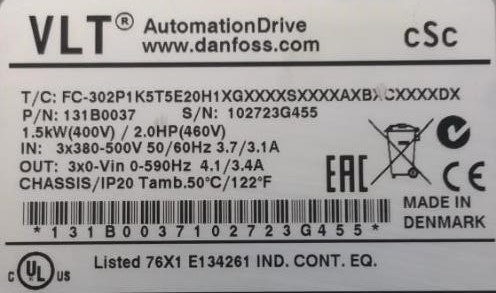 VLT® AutomationDrive
www.danfoss.com
cSc
T/C: FC-302P1K5T5E20H1XGXXXXSXXXXAXBXCXXXXDX
P/N: 131B0037 S/N: 102723G455
1.5kW(400V) / 2.0HP(460V)
IN: 3x380-500V 50/60Hz 3.7/3.1A
OUT: 3x0-Vin 0-590Hz 4.1/3.4A
CHASSIS/IP20 Tamb.50°C/122°F
EAC
CE
MADE IN
DENMARK
*131B0037102723G455*
c UL US
Listed 76X1 E134261 IND. CONT. EQ.